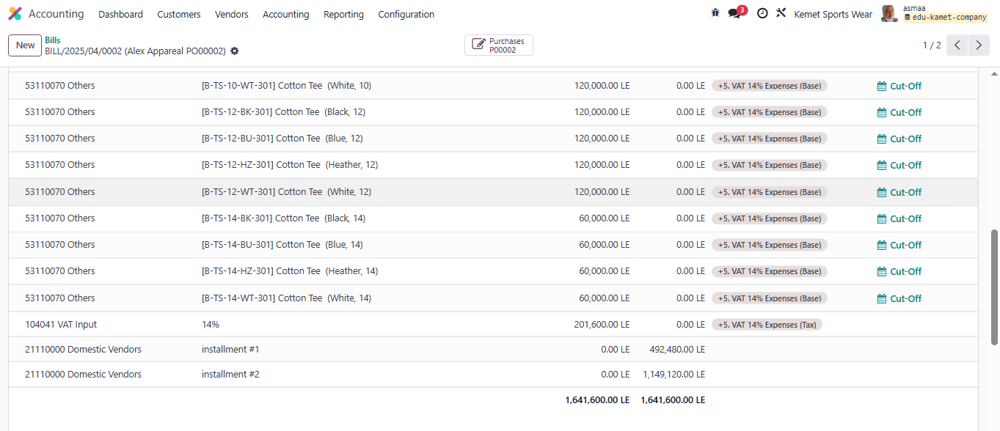 Accounting Dashboard Customers Vendors Accounting Reporting Configuration 3 Kemet Sports Wear asmaa
edu-kamet-company
New Bills
BILL/2025/04/0002 (Alex Appareal PO00002)
Purchases
P00002
1 / 2
53110070 Others [B-TS-10-WT-301] Cotton Tee (White, 10) 120,000.00 LE 0.00 LE +5. VAT 14% Expenses (Base) Cut-Off
53110070 Others [B-TS-12-BK-301] Cotton Tee (Black, 12) 120,000.00 LE 0.00 LE +5. VAT 14% Expenses (Base) Cut-Off
53110070 Others [B-TS-12-BU-301] Cotton Tee (Blue, 12) 120,000.00 LE 0.00 LE +5. VAT 14% Expenses (Base) Cut-Off
53110070 Others [B-TS-12-HZ-301] Cotton Tee (Heather, 12) 120,000.00 LE 0.00 LE +5. VAT 14% Expenses (Base) Cut-Off
53110070 Others [B-TS-12-WT-301] Cotton Tee (White, 12) 120,000.00 LE 0.00 LE +5. VAT 14% Expenses (Base) Cut-Off
53110070 Others [B-TS-14-BK-301] Cotton Tee (Black, 14) 60,000.00 LE 0.00 LE +5. VAT 14% Expenses (Base) Cut-Off
53110070 Others [B-TS-14-BU-301] Cotton Tee (Blue, 14) 60,000.00 LE 0.00 LE +5. VAT 14% Expenses (Base) Cut-Off
53110070 Others [B-TS-14-HZ-301] Cotton Tee (Heather, 14) 60,000.00 LE 0.00 LE +5. VAT 14% Expenses (Base) Cut-Off
53110070 Others [B-TS-14-WT-301] Cotton Tee (White, 14) 60,000.00 LE 0.00 LE +5. VAT 14% Expenses (Base) Cut-Off
104041 VAT Input 14% 201,600.00 LE 0.00 LE +5. VAT 14% Expenses (Tax)
21110000 Domestic Vendors installment #1 0.00 LE 492,480.00 LE
21110000 Domestic Vendors installment #2 0.00 LE 1,149,120.00 LE
1,641,600.00 LE 1,641,600.00 LE